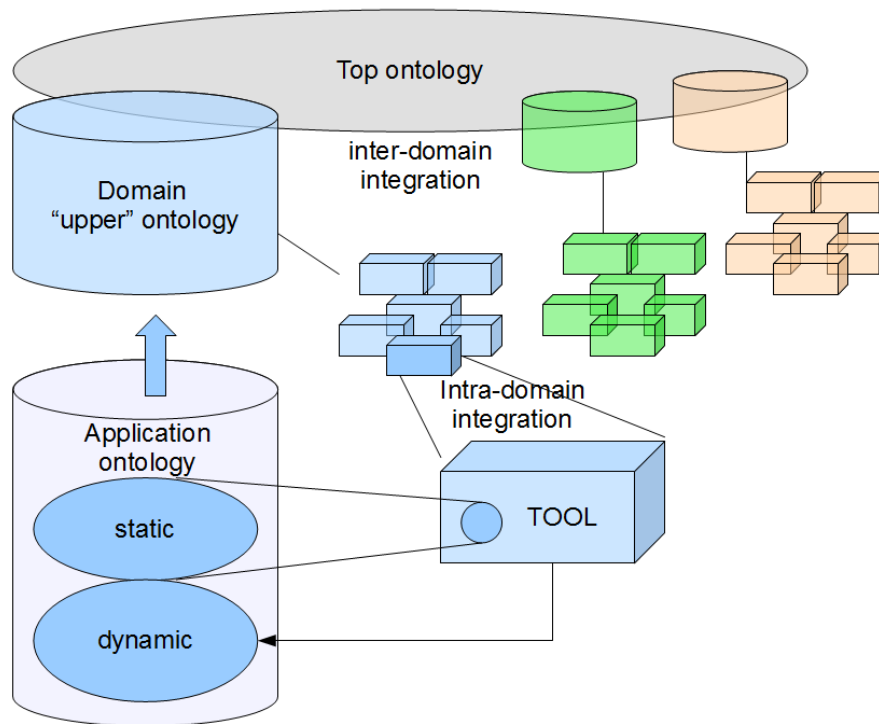 Top ontology
inter-domain
integration
Domain
“upper” ontology
Intra-domain
integration
Application
ontology
static
TOOL
dynamic